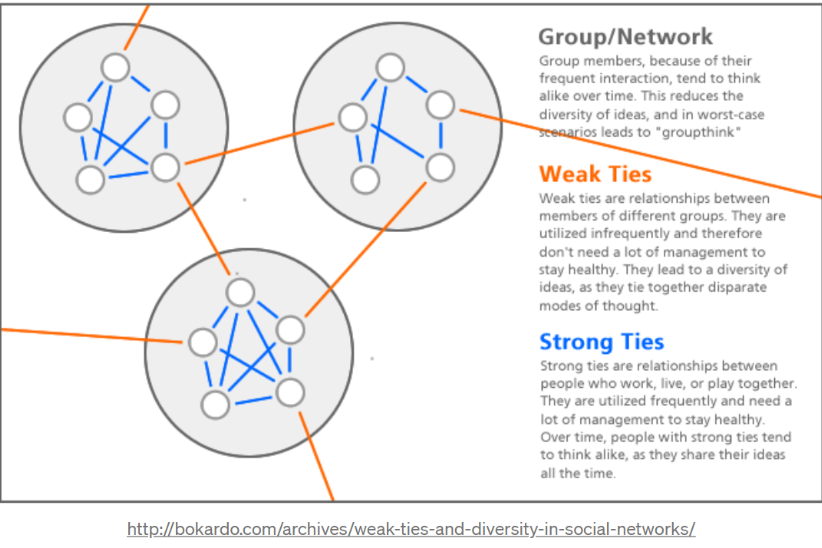 Group/Network
Group members, because of their
frequent interaction, tend to think
alike over time. This reduces the
diversity of ideas, and in worst-case
scenarios leads to "groupthink"
Weak Ties
Weak ties are relationships between
members of different groups. They are
utilized infrequently and therefore
don't need a lot of management to
stay healthy. They lead to a diversity of
ideas, as they tie together disparate
modes of thought.
Strong Ties
Strong ties are relationships between
people who work, live, or play together.
They are utilized frequently and need a
lot of management to stay healthy.
Over time, people with strong ties tend
to think alike, as they share their ideas
all the time.
http://bokardo.com/archives/weak-ties-and-diversity-in-social-networks/